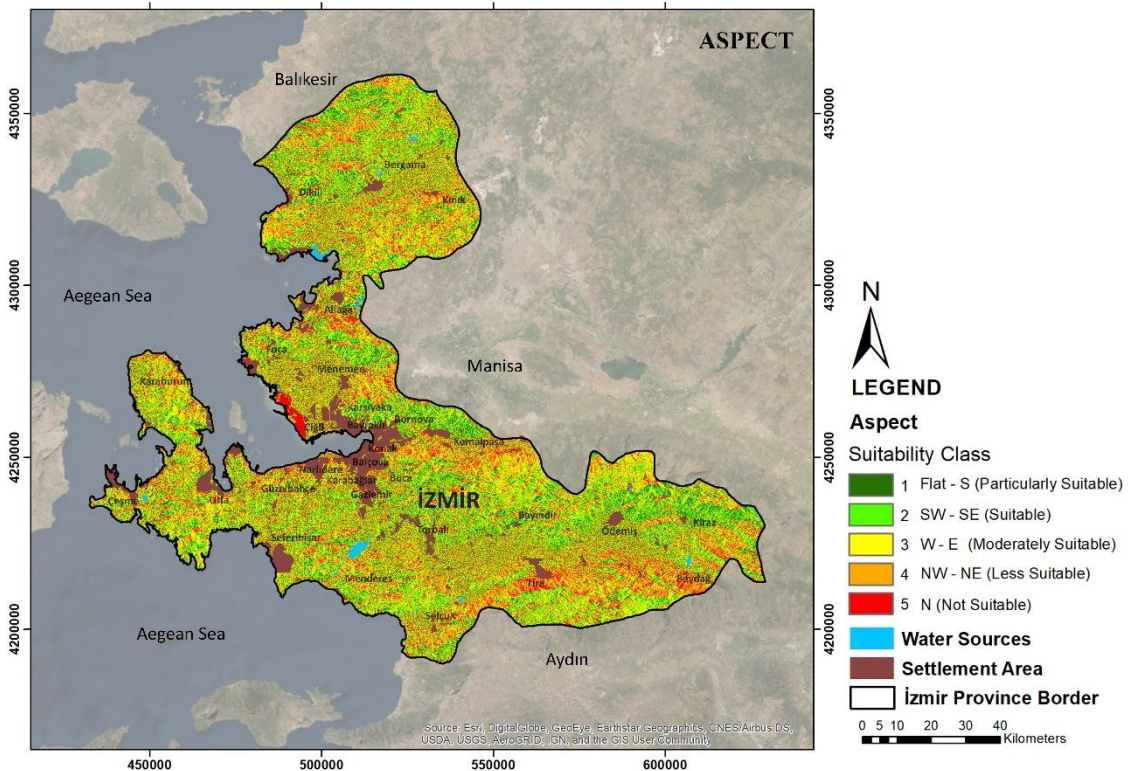 ASPECT
Balıkesir
Bergama
Dikili
Kınık
Aegean Sea
Aliağa
Foça
Manisa
Menemen
Karaburun
Karşıyaka
Bornova
Çiğli
Bayraklı
Kemalpaşa
Konak
Balçova
Narlıdere
Buca
Karabağlar
Güzelbahçe
Gaziemir
Çeşme
Urla
İZMİR
Bayındır
Ödemiş
Kiraz
Torbalı
Seferihisar
Menderes
Tire
Beydağ
Selçuk
Aegean Sea
Aydın
Source: Esri, DigitalGlobe, GeoEye, Earthstar Geographics, CNES/Airbus DS,
USDA, USGS, AeroGRID, IGN, and the GIS User Community
4350000
4300000
4250000
4200000
4350000
4300000
4250000
4200000
450000
500000
550000
600000
N
LEGEND
Aspect
Suitability Class
1 Flat - S (Particularly Suitable)
2 SW - SE (Suitable)
3 W - E (Moderately Suitable)
4 NW - NE (Less Suitable)
5 N (Not Suitable)
Water Sources
Settlement Area
İzmir Province Border
0 5 10 20 30 40
Kilometers